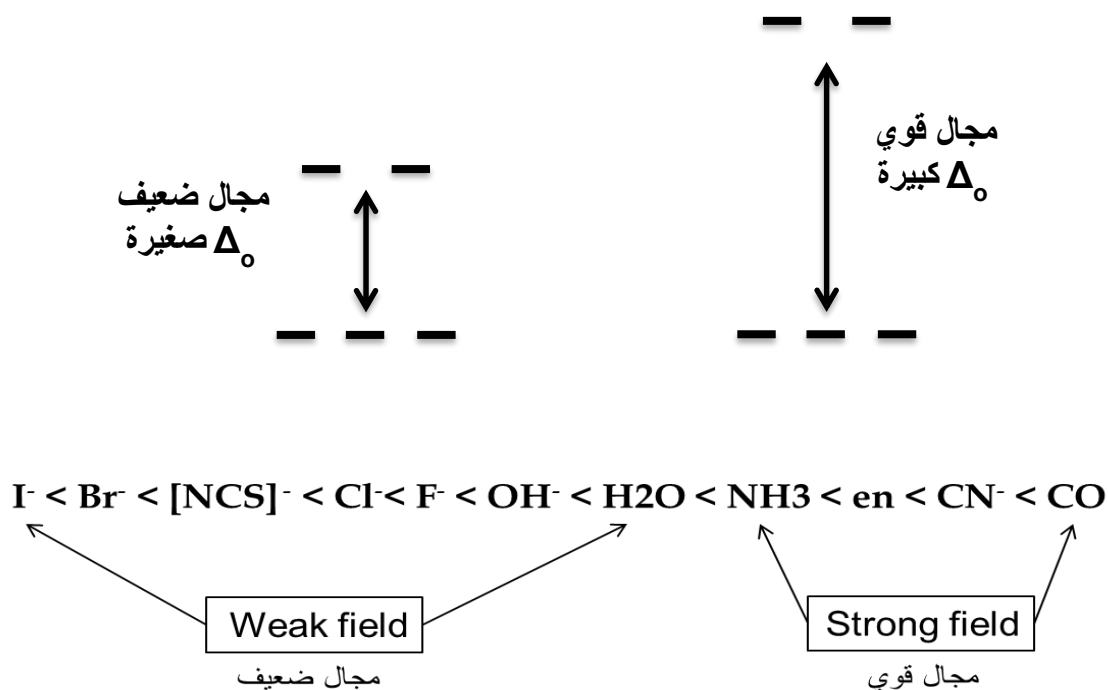 مجال قوي
Δo كبيرة
مجال ضعيف
Δo صغيرة
I- < Br- < [NCS] - < Cl-< F- < OH- < H2O < NH3 < en < CN- < CO
Weak field
مجال ضعيف
Strong field
مجال قوي